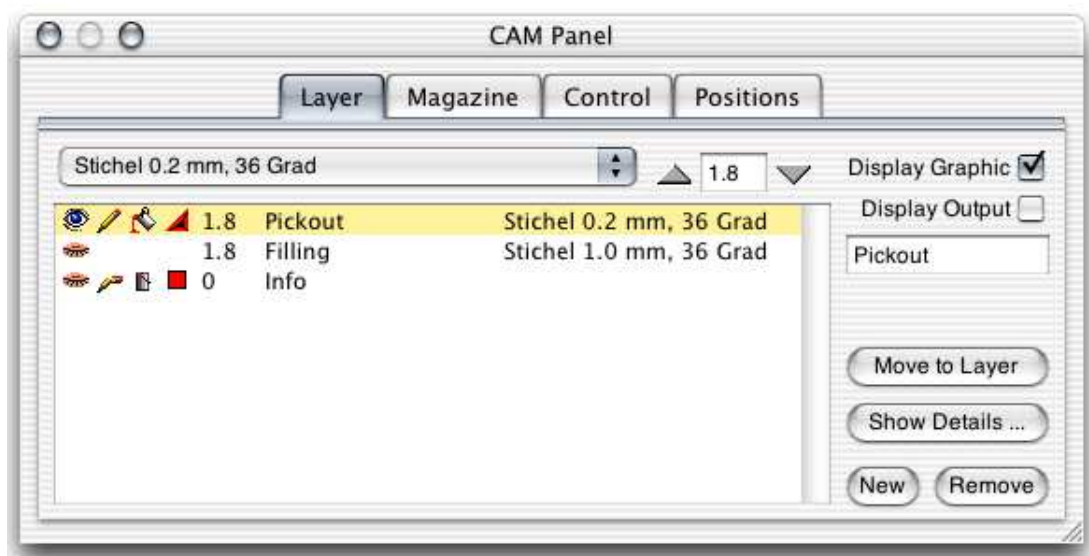 CAM Panel
Layer Magazine Control Positions
Stichel 0.2 mm, 36 Grad 1.8 Display Graphic
Display Output
1.8 Pickout Stichel 0.2 mm, 36 Grad
1.8 Filling Stichel 1.0 mm, 36 Grad
0 Info
Pickout
Move to Layer
Show Details ...
New Remove